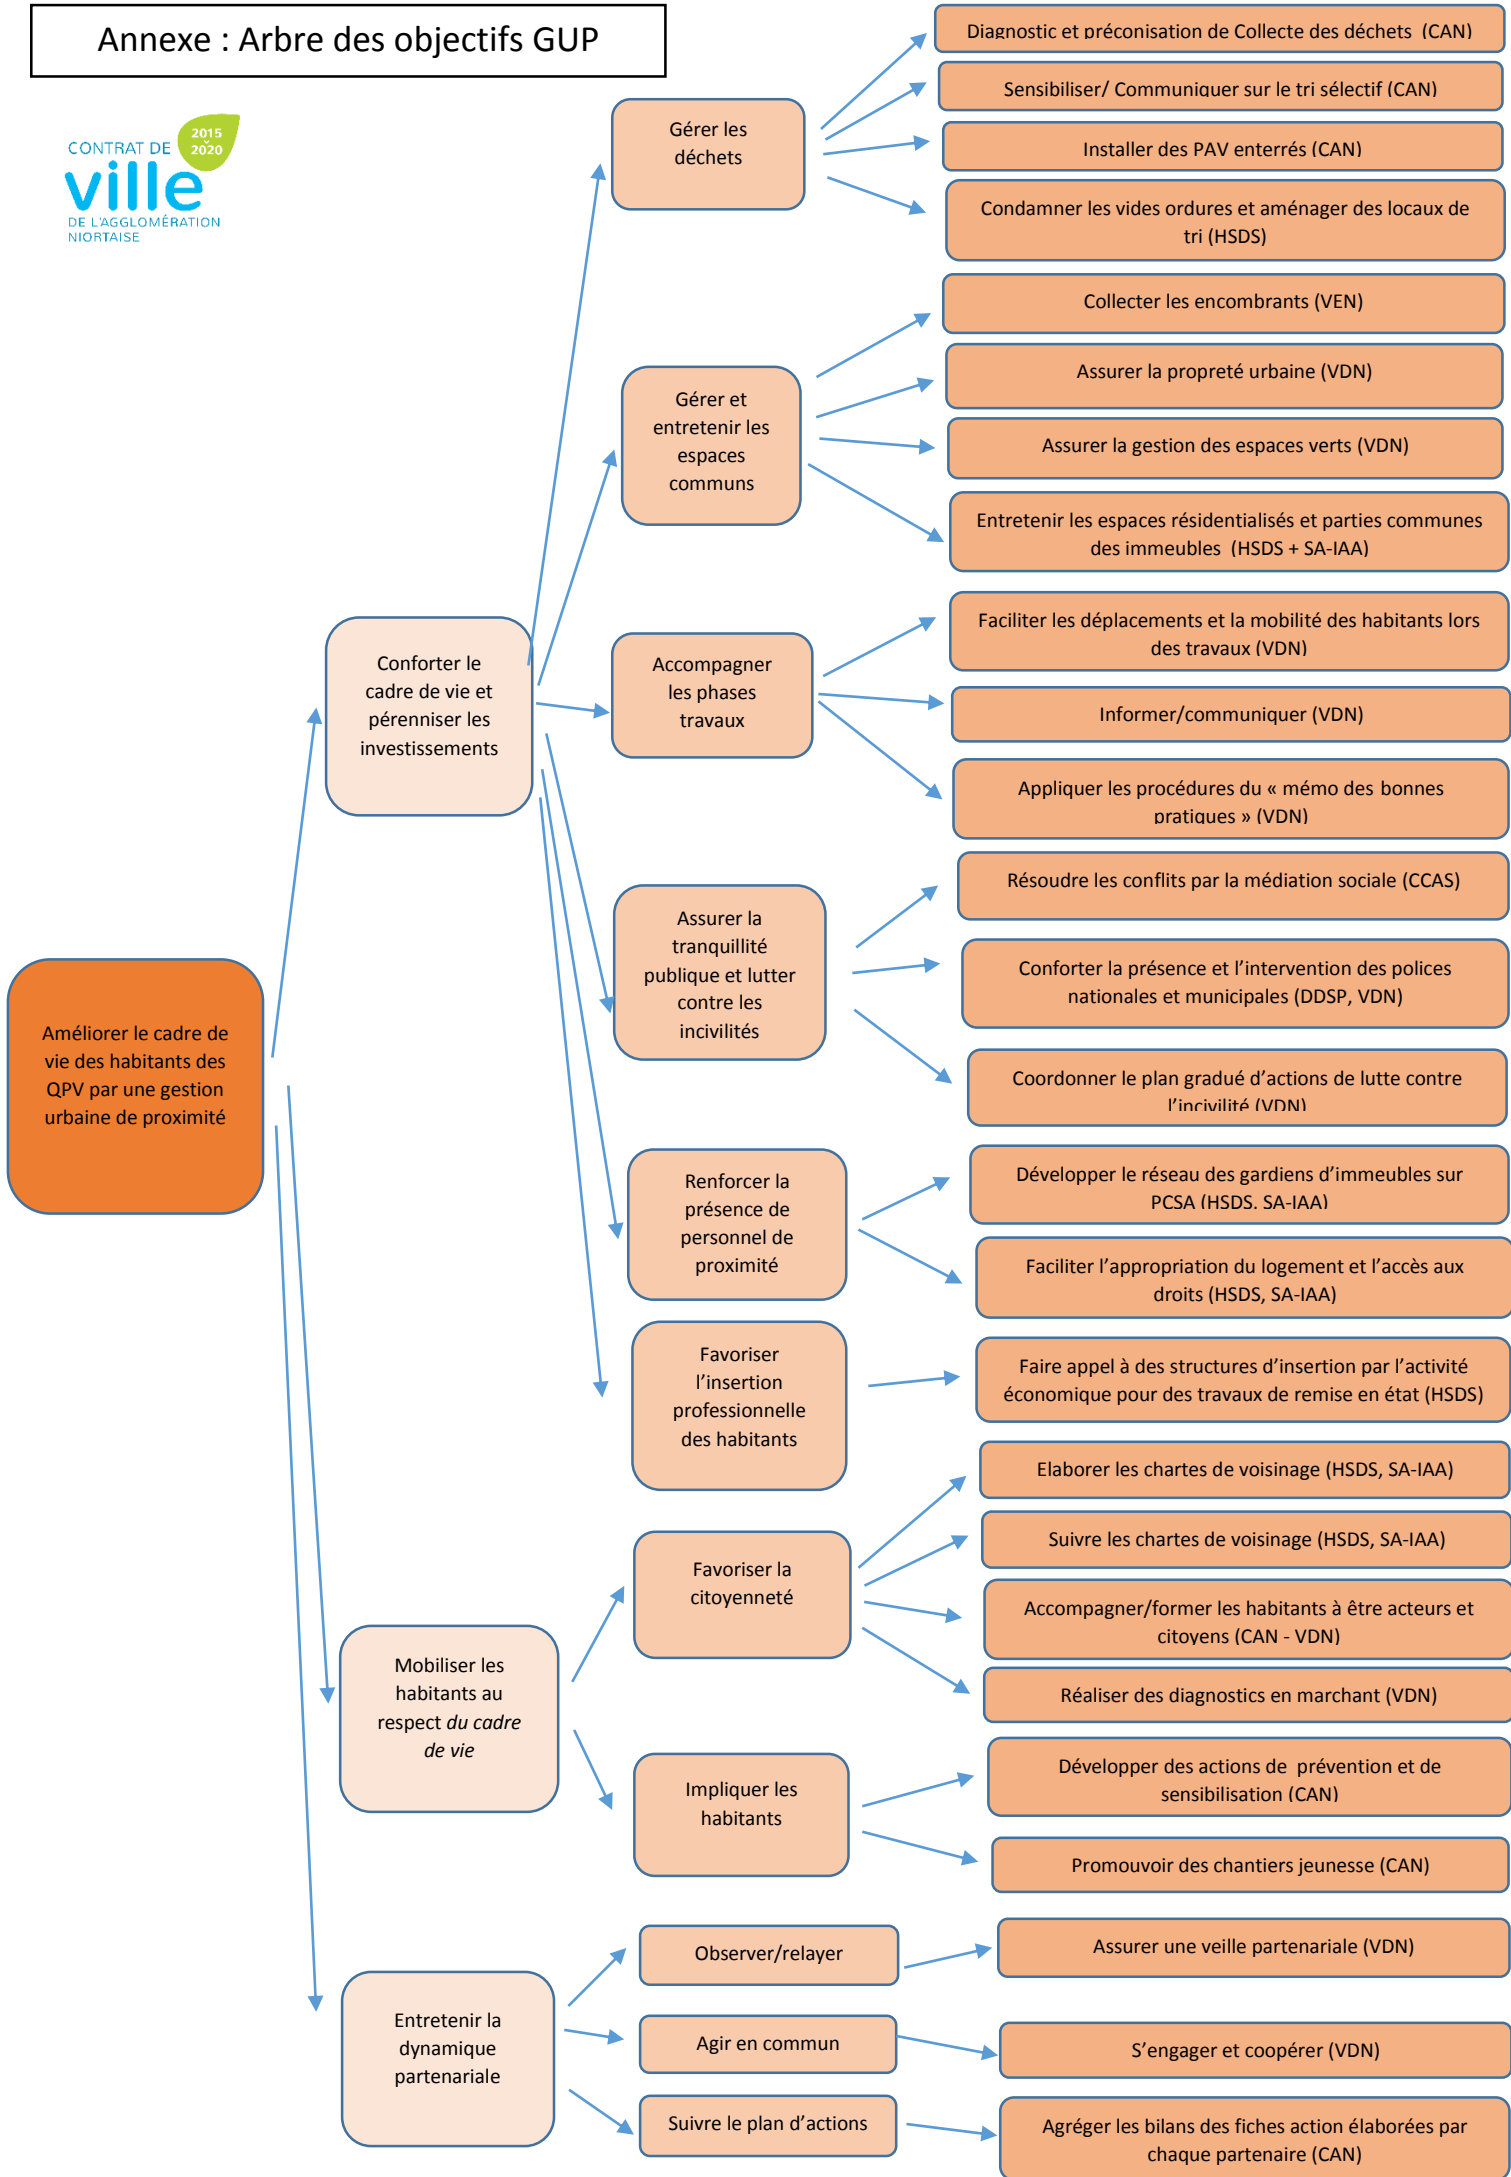 Annexe : Arbre des objectifs GUP
CONTRAT DE
2015
2020
ville
DE L'AGGLOMÉRATION
NIORTAISE
Améliorer le cadre de
vie des habitants des
QPV par une gestion
urbaine de proximité
Conforter le
cadre de vie et
pérenniser les
investissements
Gérer les
déchets
Diagnostic et préconisation de Collecte des déchets (CAN)
Sensibiliser/ Communiquer sur le tri sélectif (CAN)
Installer des PAV enterrés (CAN)
Condamner les vides ordures et aménager des locaux de
tri (HSDS)
Gérer et
entretenir les
espaces
communs
Collecter les encombrants (VEN)
Assurer la propreté urbaine (VDN)
Assurer la gestion des espaces verts (VDN)
Entretenir les espaces résidentialisés et parties communes
des immeubles (HSDS + SA-IAA)
Accompagner
les phases
travaux
Faciliter les déplacements et la mobilité des habitants lors
des travaux (VDN)
Informer/communiquer (VDN)
Appliquer les procédures du « mémo des bonnes
pratiques » (VDN)
Assurer la
tranquillité
publique et lutter
contre les
incivilités
Résoudre les conflits par la médiation sociale (CCAS)
Conforter la présence et l'intervention des polices
nationales et municipales (DDSP, VDN)
Coordonner le plan gradué d'actions de lutte contre
l'incivilité (VDN)
Renforcer la
présence de
personnel de
proximité
Développer le réseau des gardiens d'immeubles sur
PCSA (HSDS, SA-IAA)
Faciliter l'appropriation du logement et l'accès aux
droits (HSDS, SA-IAA)
Favoriser
l'insertion
professionnelle
des habitants
Faire appel à des structures d'insertion par l'activité
économique pour des travaux de remise en état (HSDS)
Mobiliser les
habitants au
respect du cadre
de vie
Favoriser la
citoyenneté
Elaborer les chartes de voisinage (HSDS, SA-IAA)
Suivre les chartes de voisinage (HSDS, SA-IAA)
Accompagner/former les habitants à être acteurs et
citoyens (CAN - VDN)
Réaliser des diagnostics en marchant (VDN)
Impliquer les
habitants
Développer des actions de prévention et de
sensibilisation (CAN)
Promouvoir des chantiers jeunesse (CAN)
Entretenir la
dynamique
partenariale
Observer/relayer
Assurer une veille partenariale (VDN)
Agir en commun
S'engager et coopérer (VDN)
Suivre le plan d'actions
Agréger les bilans des fiches action élaborées par
chaque partenaire (CAN)